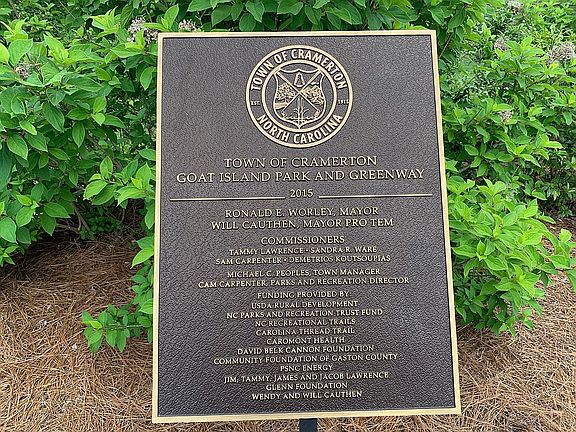 TOWN OF CRAMERTON
EST. 1915
NORTH CAROLINA
TOWN OF CRAMERTON
GOAT ISLAND PARK AND GREENWAY
2015
RONALD E. WORLEY, MAYOR
WILL CAUTHEN, MAYOR PRO TEM
COMMISSIONERS
TAMMY LAWRENCE • SANDRA R. WARE
SAM CARPENTER • DEMETRIOS KOUTSOUPIAS
MICHAEL C. PEOPLES, TOWN MANAGER
CAM CARPENTER, PARKS AND RECREATION DIRECTOR
FUNDING PROVIDED BY:
USDA RURAL DEVELOPMENT
NC PARKS AND RECREATION TRUST FUND
NC RECREATIONAL TRAILS
CAROLINA THREAD TRAIL
CAROMONT HEALTH
DAVID BELK CANNON FOUNDATION
COMMUNITY FOUNDATION OF GASTON COUNTY
PSNC ENERGY
JIM, TAMMY, JAMES AND JACOB LAWRENCE
GLENN FOUNDATION
WENDY AND WILL CAUTHEN